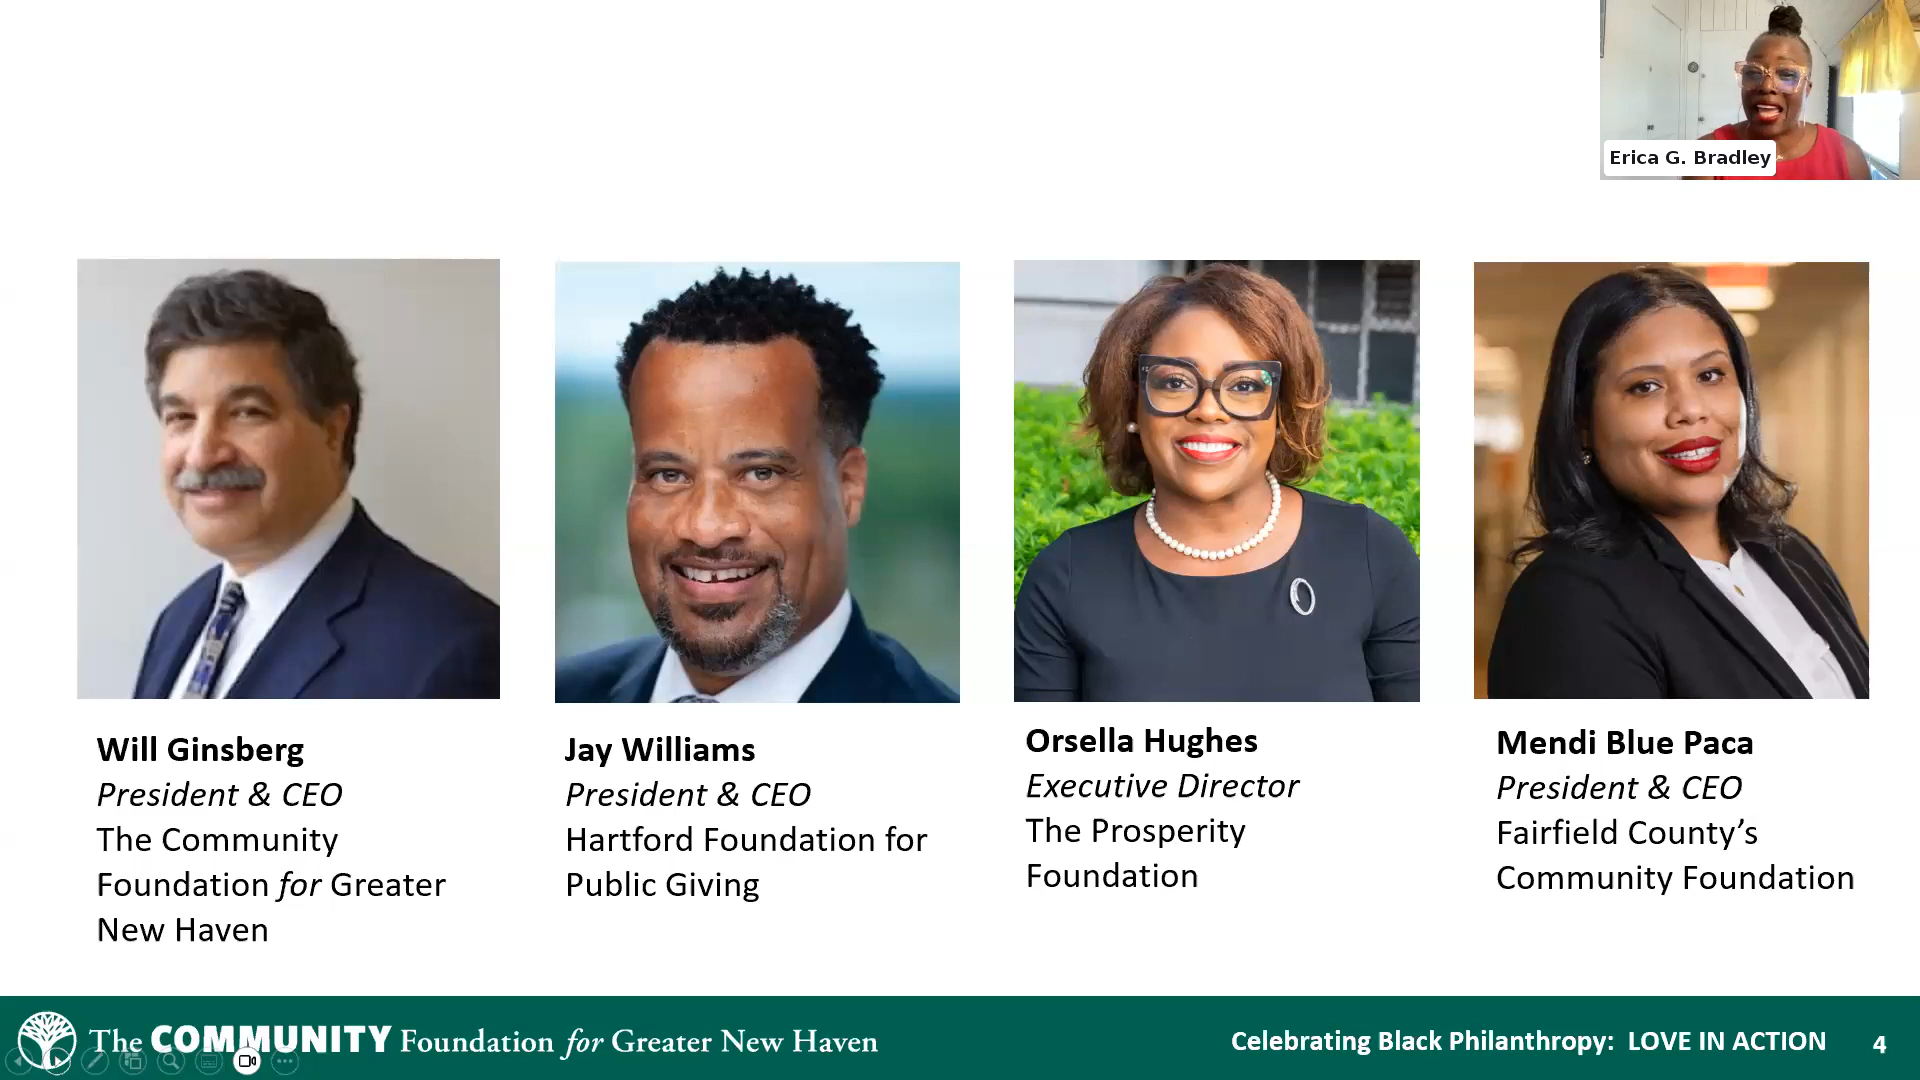 Erica G. Bradley
Will Ginsberg
President & CEO
The Community
Foundation for Greater
New Haven
Jay Williams
President & CEO
Hartford Foundation for
Public Giving
Orsella Hughes
Executive Director
The Prosperity
Foundation
Mendi Blue Paca
President & CEO
Fairfield County’s
Community Foundation
The COMMUNITY Foundation for Greater New Haven
Celebrating Black Philanthropy: LOVE IN ACTION
4